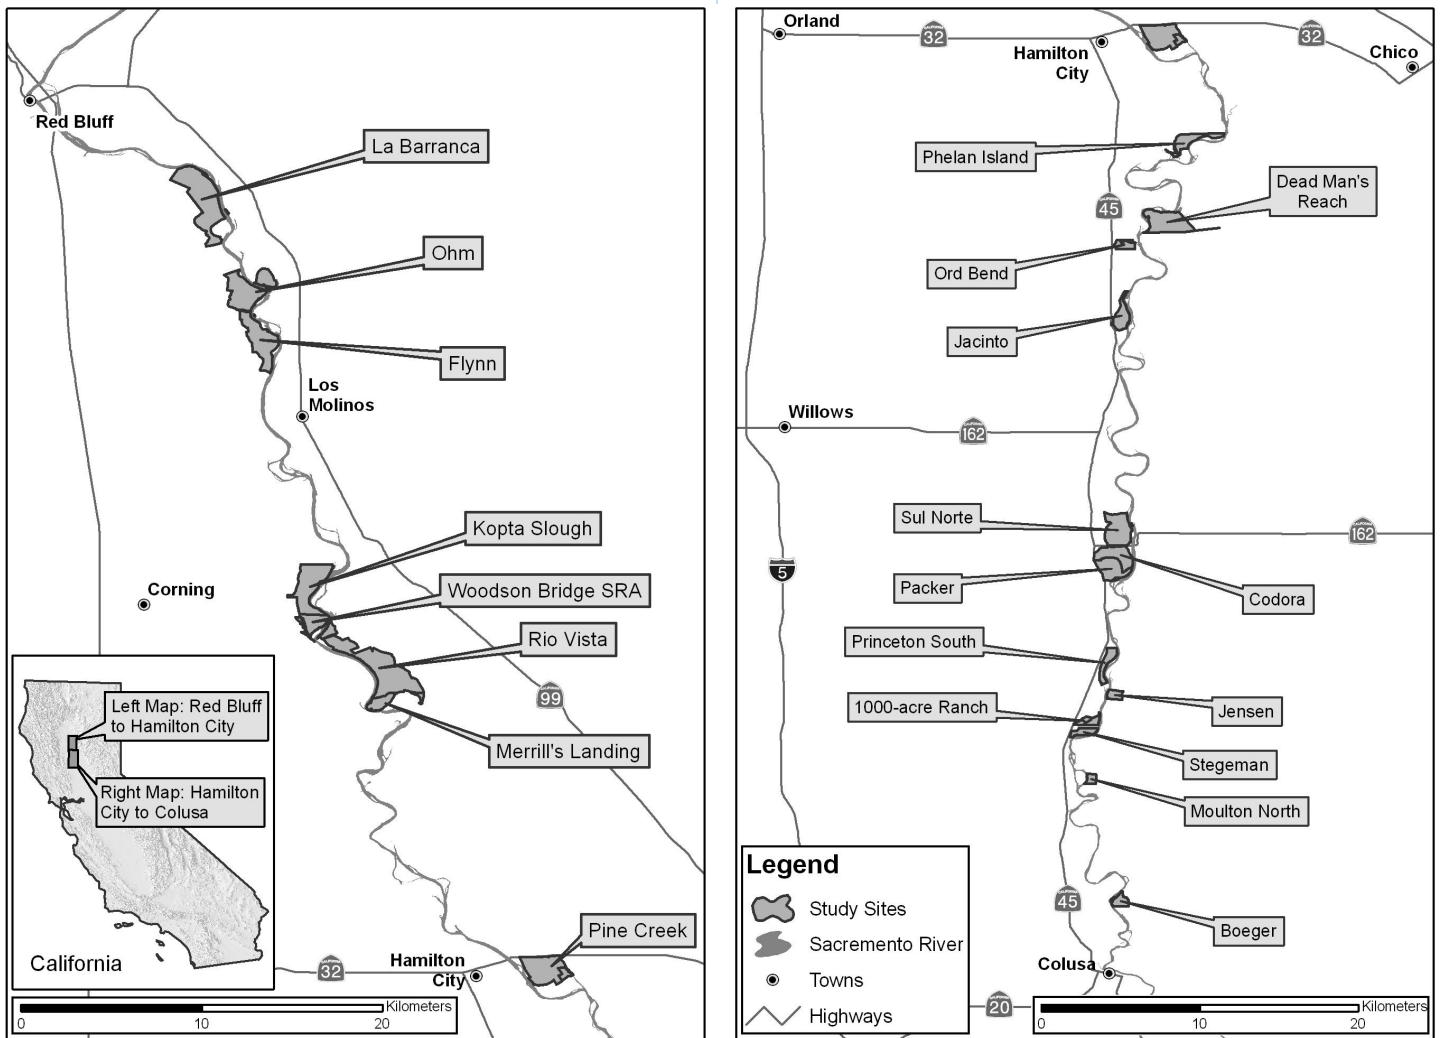 Red Bluff
La Barranca
Ohm
Flynn
Los
Molinos
Kopta Slough
Woodson Bridge SRA
Corning
Rio Vista
99
Merrill's Landing
Left Map: Red Bluff
to Hamilton City
Right Map: Hamilton
City to Colusa
California
Pine Creek
Hamilton
City
32
Kilometers
0
10
20
Orland
32
32
Hamilton
City
Chico
Phelan Island
Dead Man's
Reach
45
Ord Bend
Jacinto
Willows
162
Sul Norte
162
5
Packer
Codora
Princeton South
1000-acre Ranch
Jensen
Stegeman
Moulton North
Legend
Study Sites
Sacremento River
Towns
Highways
45
Boeger
Colusa
20
Kilometers
0
10
20